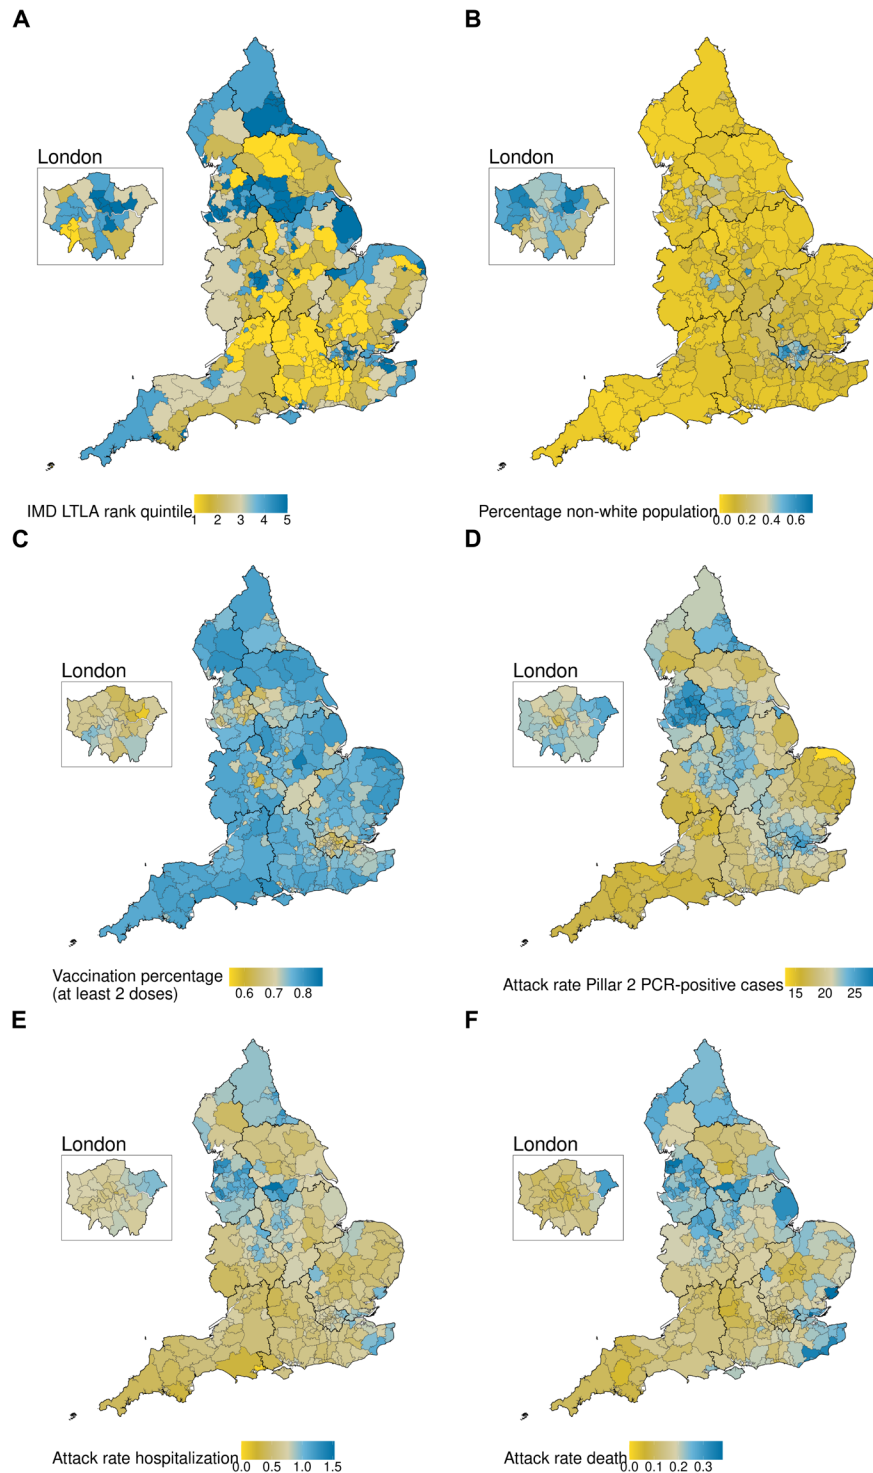 A
B
London
London
IMD LTLA rank quintile
1 2 3 4 5
Percentage non-white population
0.0 0.2 0.4 0.6
C
D
London
London
Vaccination percentage
(at least 2 doses)
0.6 0.7 0.8
Attack rate Pillar 2 PCR-positive cases
15 20 25
E
F
London
London
Attack rate hospitalization
0.0 0.5 1.0 1.5
Attack rate death
0.0 0.1 0.2 0.3